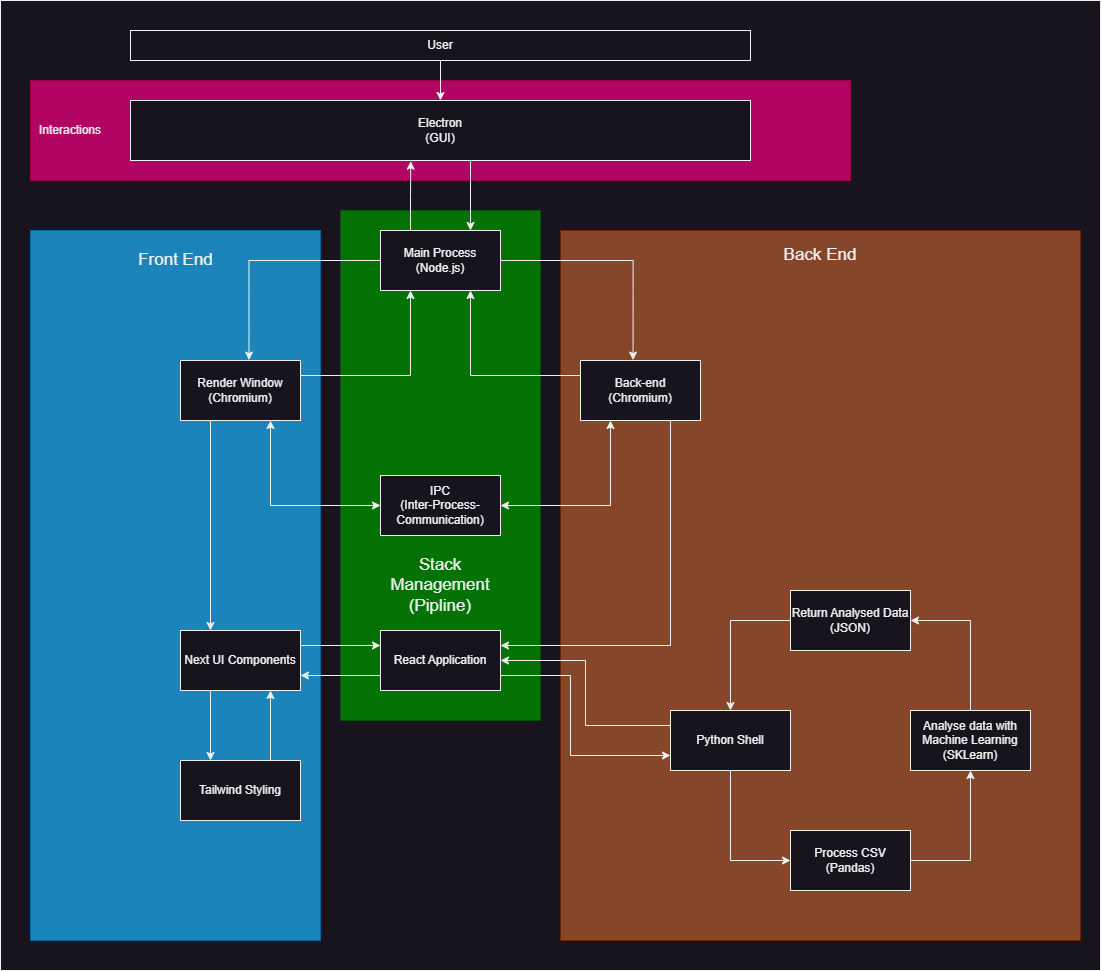 User
Interactions
Electron
(GUI)
Front End
Main Process
(Node.js)
Back End
Render Window
(Chromium)
Back-end
(Chromium)
IPC
(Inter-Process-
Communication)
Stack
Management
(Pipline)
Return Analysed Data
(JSON)
Next UI Components
React Application
Python Shell
Analyse data with
Machine Learning
(SKLearn)
Tailwind Styling
Process CSV
(Pandas)